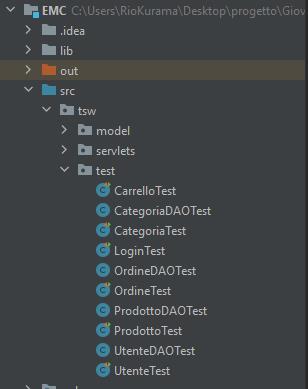 EMC C:\Users\RioKurama\Desktop\progetto\Giov
.idea
lib
out
src
tsw
model
servlets
test
CarrelloTest
CategoriaDAOTest
CategoriaTest
LoginTest
OrdineDAOTest
OrdineTest
ProdottoDAOTest
ProdottoTest
UtenteDAOTest
UtenteTest